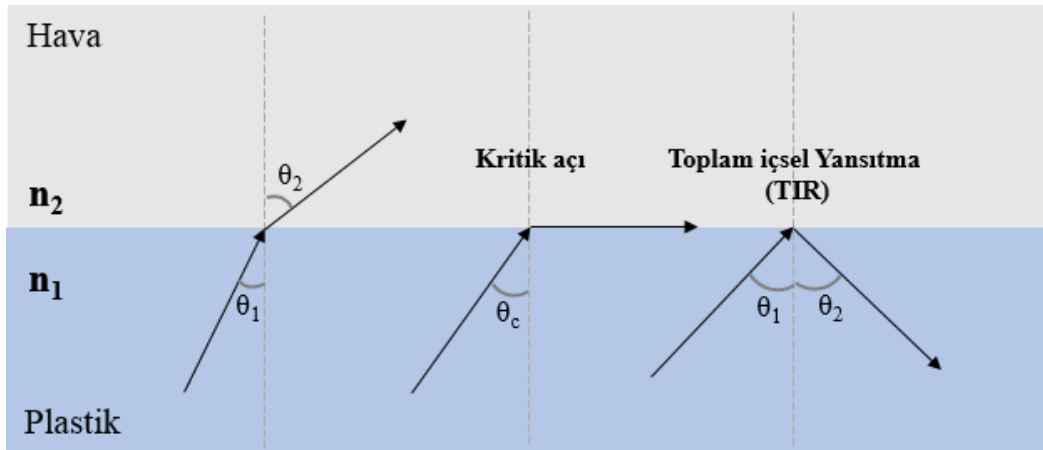 Hava
θ2
Kritik açı
Toplam içsel Yansıtma
(TIR)
n2
n1
θ1
θc
θ1
θ2
Plastik